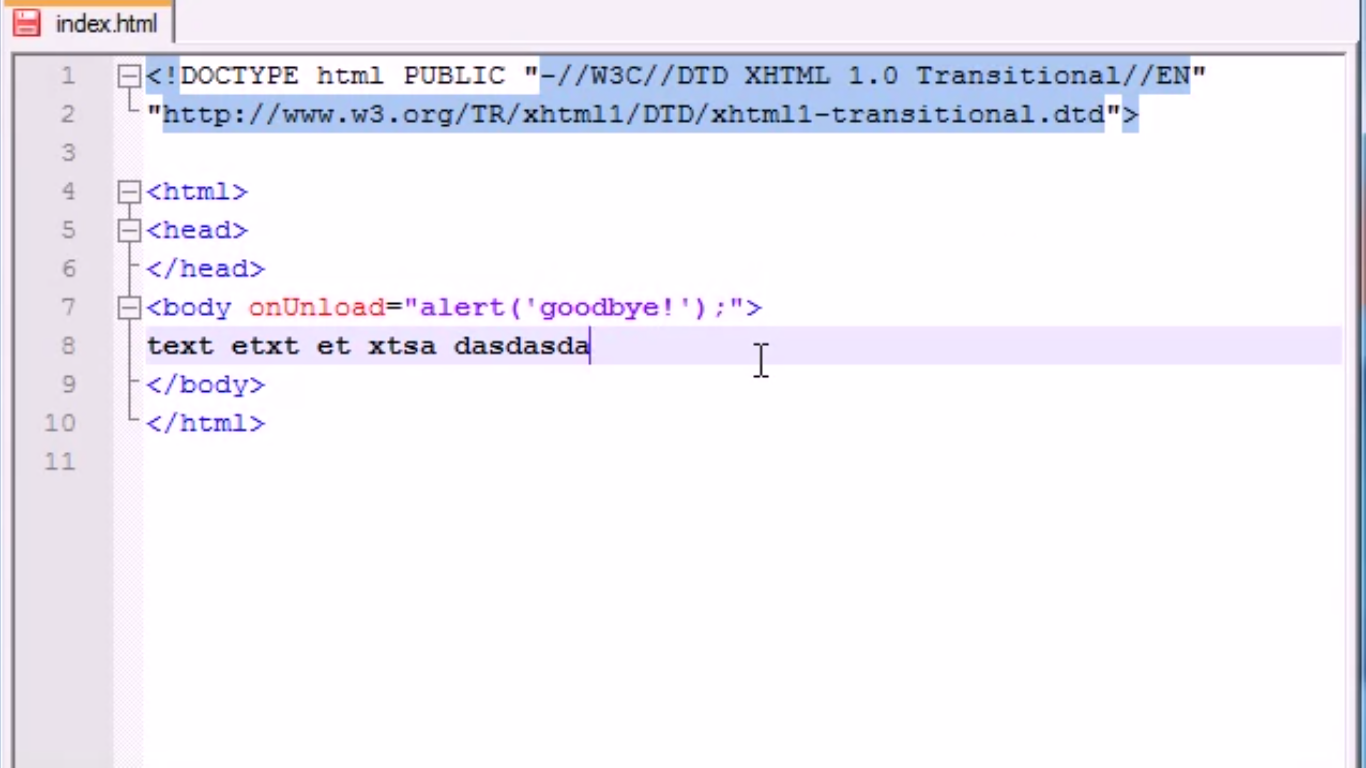 index.html
1 <!DOCTYPE html PUBLIC "-//W3C//DTD XHTML 1.0 Transitional//EN"
2 "http://www.w3.org/TR/xhtml1/DTD/xhtml1-transitional.dtd">
3
4 <html>
5 <head>
6 </head>
7 <body onUnload="alert('goodbye!');">
8 text etxt et xtsa dasdasda
9 </body>
10 </html>
11